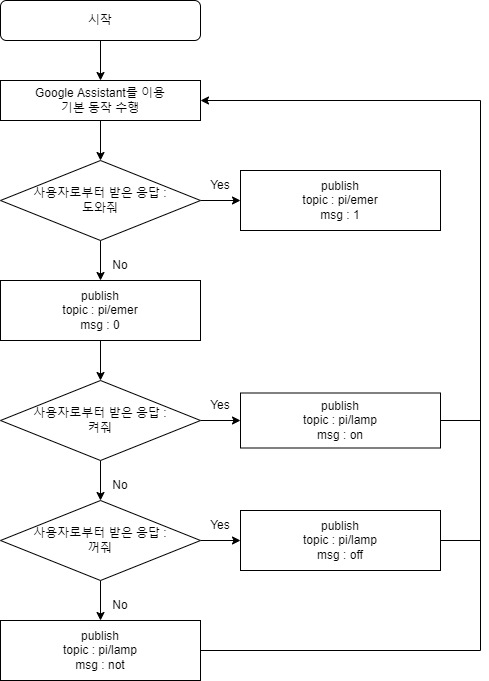 시작
Google Assistant를 이용
기본 동작 수행
사용자로부터 받은 응답 :
도와줘
Yes
publish
topic : pi/emer
msg : 1
No
publish
topic : pi/emer
msg : 0
사용자로부터 받은 응답 :
켜줘
Yes
publish
topic : pi/lamp
msg : on
No
사용자로부터 받은 응답 :
꺼줘
Yes
publish
topic : pi/lamp
msg : off
No
publish
topic : pi/lamp
msg : not